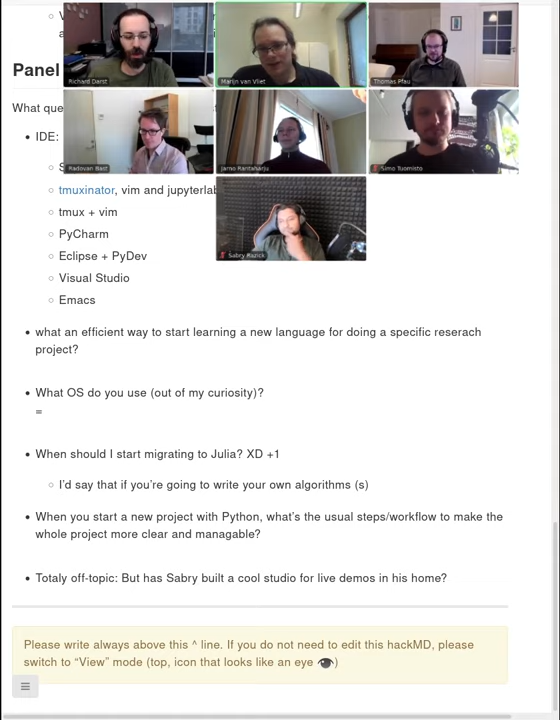 Panel
Richard Darst
Marijn van Vliet
Thomas Pfau
What que
Radovan Bast
Jarno Rantaharju
Simo Tuomisto
IDE:
S
tmuxinator, vim and jupyterlab
tmux + vim
Sabry Razick
PyCharm
Eclipse + PyDev
Visual Studio
Emacs
what an efficient way to start learning a new language for doing a specific reserach
project?
What OS do you use (out of my curiosity)?
=
When should I start migrating to Julia? XD +1
I'd say that if you're going to write your own algorithms (s)
When you start a new project with Python, what's the usual steps/workflow to make the
whole project more clear and managable?
Totaly off-topic: But has Sabry built a cool studio for live demos in his home?
Please write always above this ^ line. If you do not need to edit this hackMD, please
switch to “View” mode (top, icon that looks like an eye 👁)